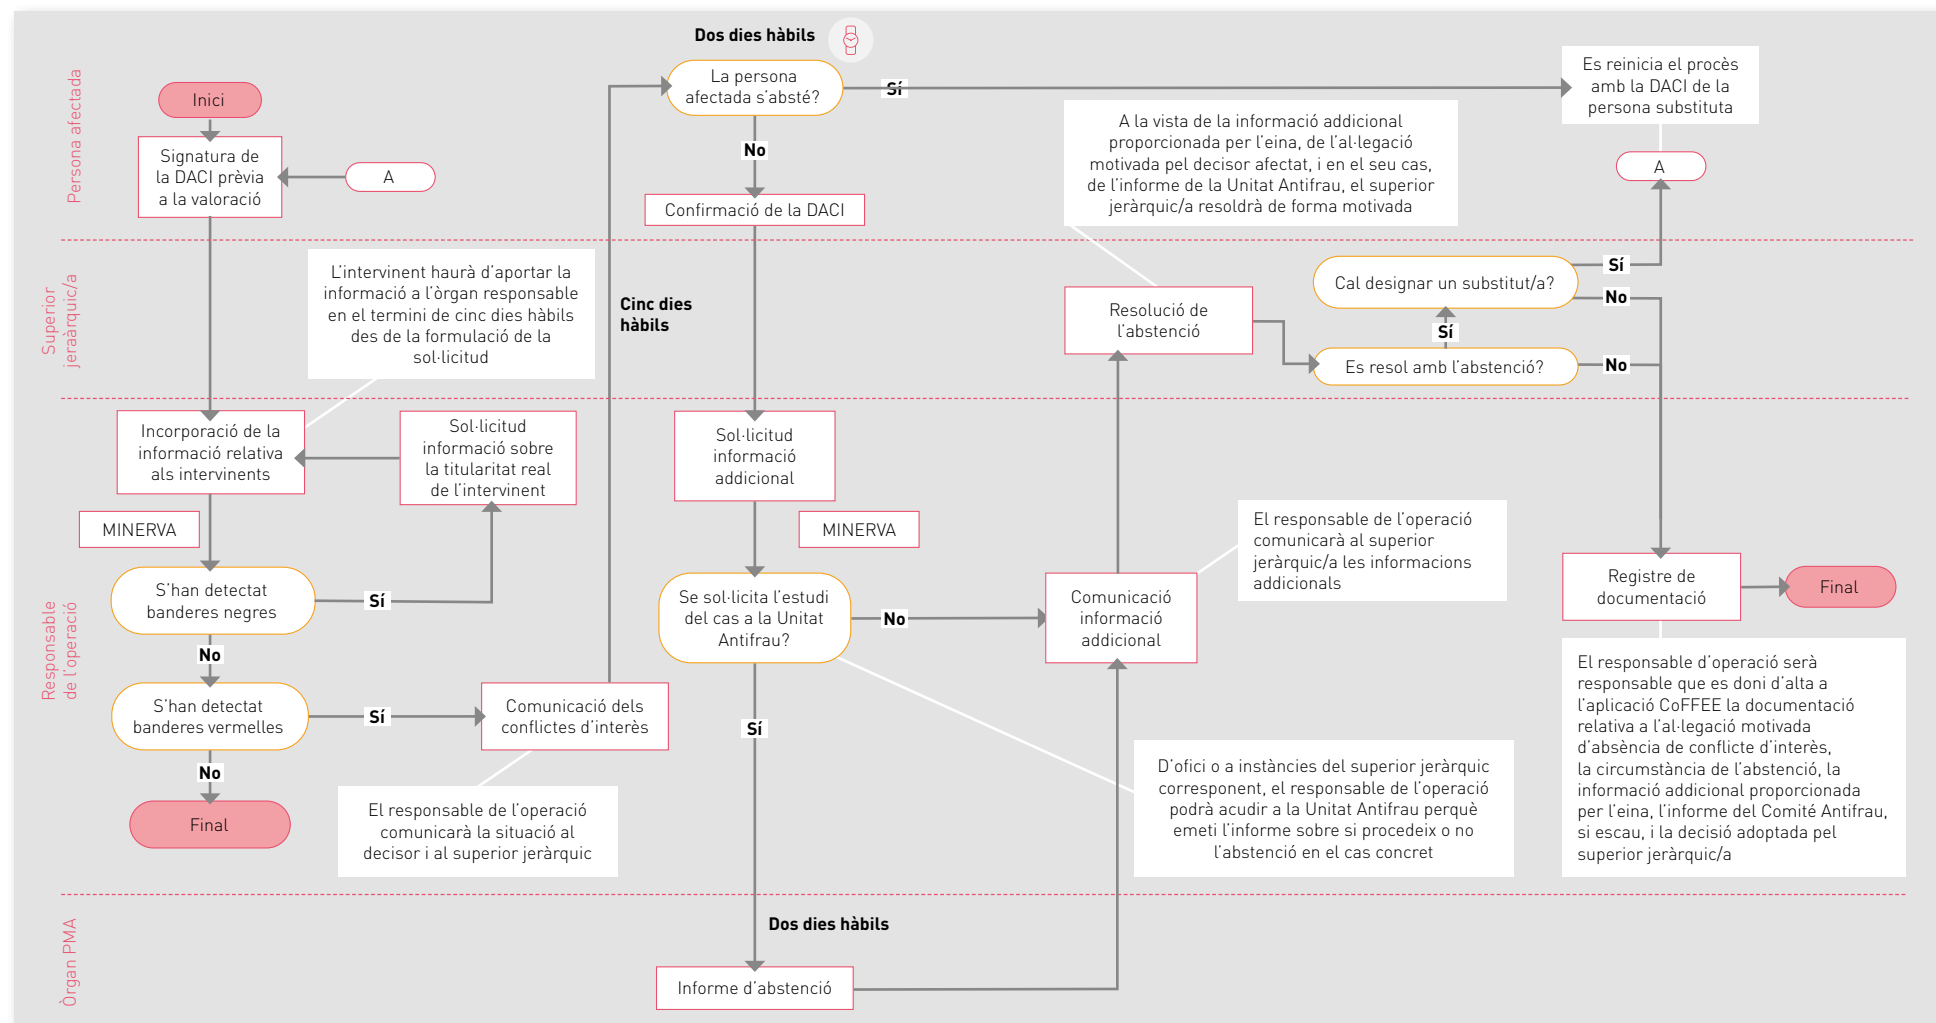 Dos dies hàbils
Persona afectada
Inici
Signatura de
la DACI prèvia
a la valoració
A
La persona
afectada s'absté?
Sí
No
Confirmació de la DACI
A la vista de la informació addicional
proporcionada per l'eina, de l'al·legació
motivada pel decisor afectat, i en el seu cas,
de l'informe de la Unitat Antifrau, el superior
jeràrquic/a resoldrà de forma motivada
Es reinicia el procès
amb la DACI de la
persona substituta
A
Superior
jeraàrquic/a
L'intervinent haurà d'aportar la
informació a l'òrgan responsable
en el termini de cinc dies hàbils
des de la formulació de la
sol·licitud
Cinc dies
hàbils
Resolució de
l'abstenció
Cal designar un substitut/a?
Sí
No
Sí
Es resol amb l'abstenció?
No
Responsable
de l'operació
Incorporació de la
informació relativa
als intervinents
Sol·licitud
informació sobre
la titularitat real
de l'intervinent
MINERVA
S'han detectat
banderes negres
Sí
No
S'han detectat
banderes vermelles
Sí
No
Final
Comunicació dels
conflictes d'interès
El responsable de l'operació
comunicarà la situació al
decisor i al superior jeràrquic
Sol·licitud
informació
addicional
MINERVA
Se sol·licita l'estudi
del cas a la Unitat
Antifrau?
No
Sí
Comunicació
informació
addicional
El responsable de l'operació
comunicarà al superior
jeràrquic/a les informacions
addicionals
D'ofici o a instàncies del superior jeràrquic
corresponent, el responsable de l'operació
podrà acudir a la Unitat Antifrau perquè
emeti l'informe sobre si procedeix o no
l'abstenció en el cas concret
Registre de
documentació
Final
El responsable d'operació serà
responsable que es doni d'alta a
l'aplicació CoFFEE la documentació
relativa a l'al·legació motivada
d'absència de conflicte d'interès,
la circumstància de l'abstenció, la
informació addicional proporcionada
per l'eina, l'informe del Comité Antifrau,
si escau, i la decisió adoptada pel
superior jeràrquic/a
Òrgan PMA
Dos dies hàbils
Informe d'abstenció